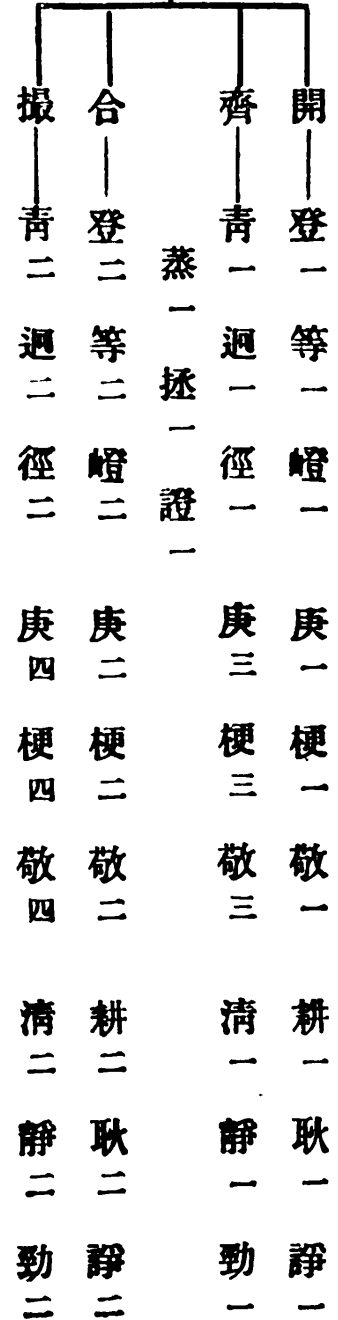 開 登一 等一 嶝一 庚一 梗一 敬一 耕一 耿一 諍一
齊 青一 迥一 徑一 庚三 梗三 敬三 清一 靜一 勁一
蒸一 拯一 證一
合 登二 等二 嶝二 庚二 梗二 敬二 耕二 耿二 諍二
撮 青二 迥二 徑二 庚四 梗四 敬四 清二 靜二 勁二